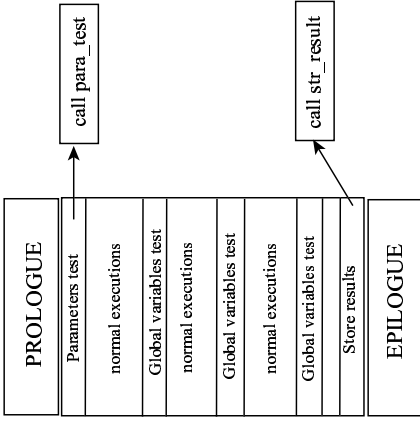 PROLOGUE
Parameters test
call para_test
normal executions
Global variables test
normal executions
Global variables test
normal executions
Global variables test
Store results
call str_result
EPILOGUE